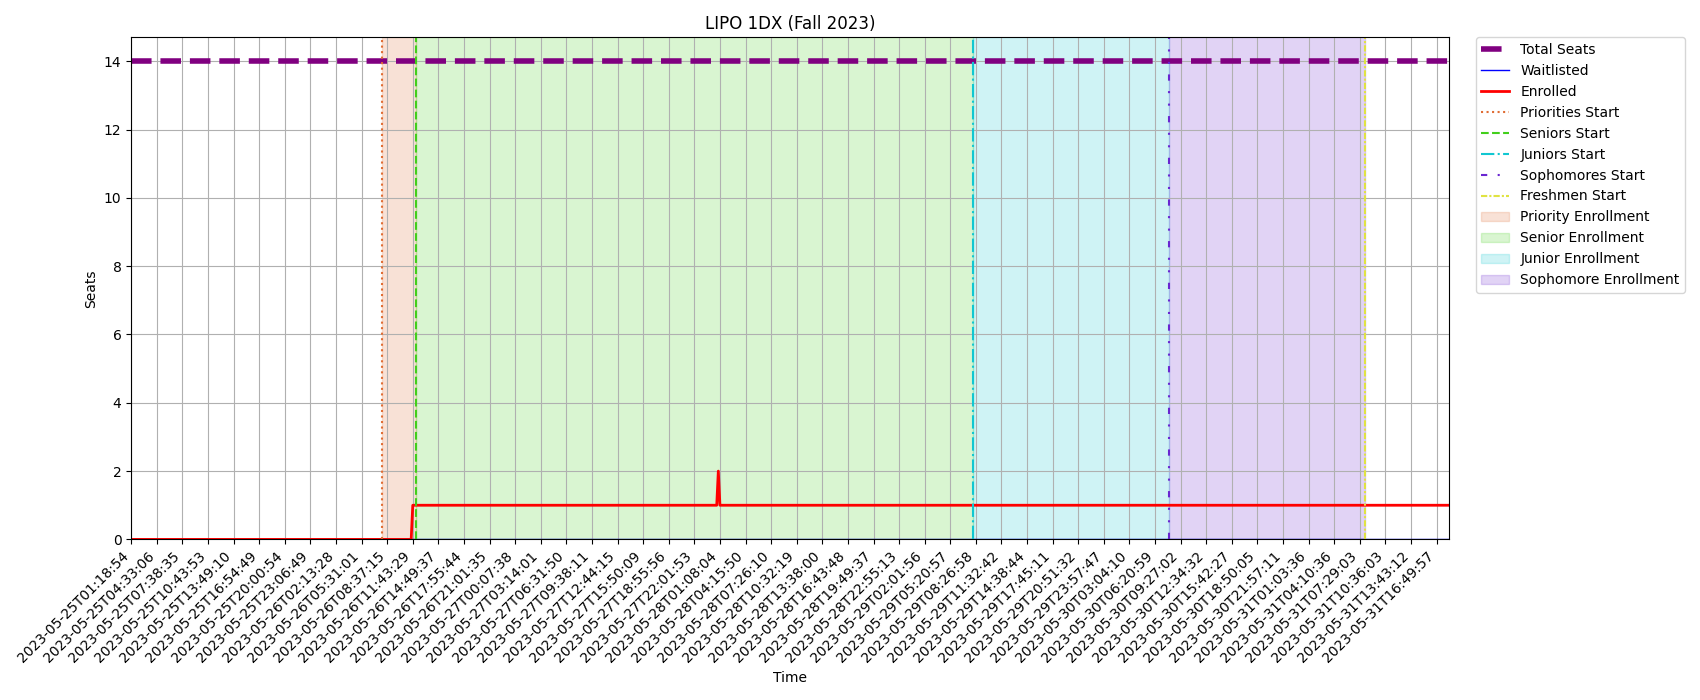 LIPO 1DX (Fall 2023)
Seats
14
12
10
8
6
4
2
0
2023-05-25T01:18:54
2023-05-25T04:33:06
2023-05-25T07:38:35
2023-05-25T10:43:53
2023-05-25T13:49:10
2023-05-25T16:54:49
2023-05-25T20:00:54
2023-05-25T23:06:49
2023-05-26T02:13:28
2023-05-26T05:31:01
2023-05-26T08:37:15
2023-05-26T11:43:29
2023-05-26T14:49:37
2023-05-26T17:55:44
2023-05-26T21:01:35
2023-05-27T00:07:38
2023-05-27T03:14:01
2023-05-27T06:31:50
2023-05-27T09:38:11
2023-05-27T12:44:15
2023-05-27T15:50:09
2023-05-27T18:55:56
2023-05-27T22:01:53
2023-05-28T01:08:04
2023-05-28T04:15:50
2023-05-28T07:26:10
2023-05-28T10:32:19
2023-05-28T13:38:00
2023-05-28T16:43:48
2023-05-28T19:49:37
2023-05-28T22:55:13
2023-05-29T02:01:56
2023-05-29T05:20:57
2023-05-29T08:26:58
2023-05-29T11:32:42
2023-05-29T14:38:44
2023-05-29T17:45:11
2023-05-29T20:51:32
2023-05-29T23:57:47
2023-05-30T03:04:10
2023-05-30T06:20:59
2023-05-30T09:27:02
2023-05-30T12:34:32
2023-05-30T15:42:27
2023-05-30T18:50:05
2023-05-30T21:57:11
2023-05-31T01:03:36
2023-05-31T04:10:36
2023-05-31T07:29:03
2023-05-31T10:36:03
2023-05-31T13:43:12
2023-05-31T16:49:57
Time
Total Seats
Waitlisted
Enrolled
Priorities Start
Seniors Start
Juniors Start
Sophomores Start
Freshmen Start
Priority Enrollment
Senior Enrollment
Junior Enrollment
Sophomore Enrollment